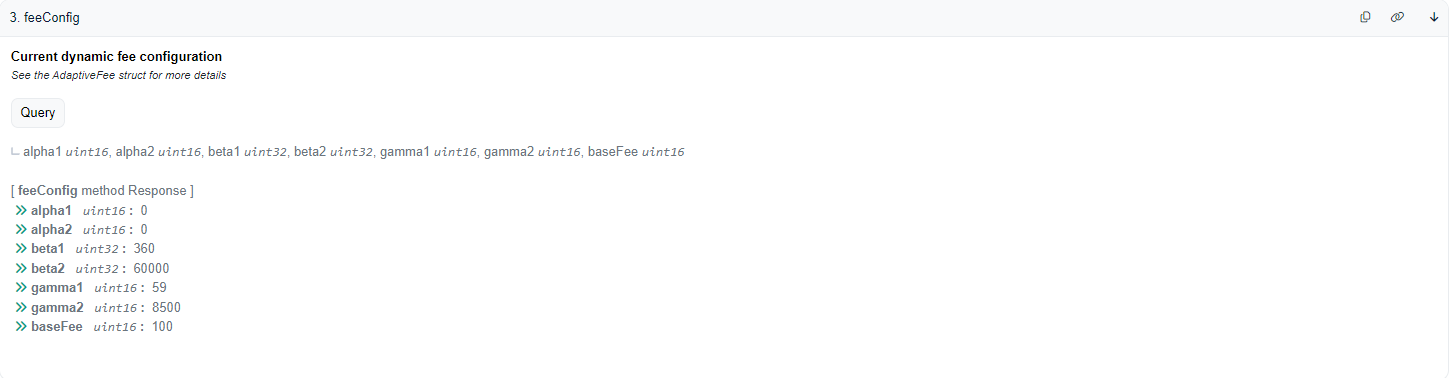 3. feeConfig
Current dynamic fee configuration
See the AdaptiveFee struct for more details
Query
alpha1 uint16, alpha2 uint16, beta1 uint32, beta2 uint32, gamma1 uint16, gamma2 uint16, baseFee uint16
[ feeConfig method Response ]
alpha1 uint16 : 0
alpha2 uint16 : 0
beta1 uint32 : 360
beta2 uint32 : 60000
gamma1 uint16 : 59
gamma2 uint16 : 8500
baseFee uint16 : 100